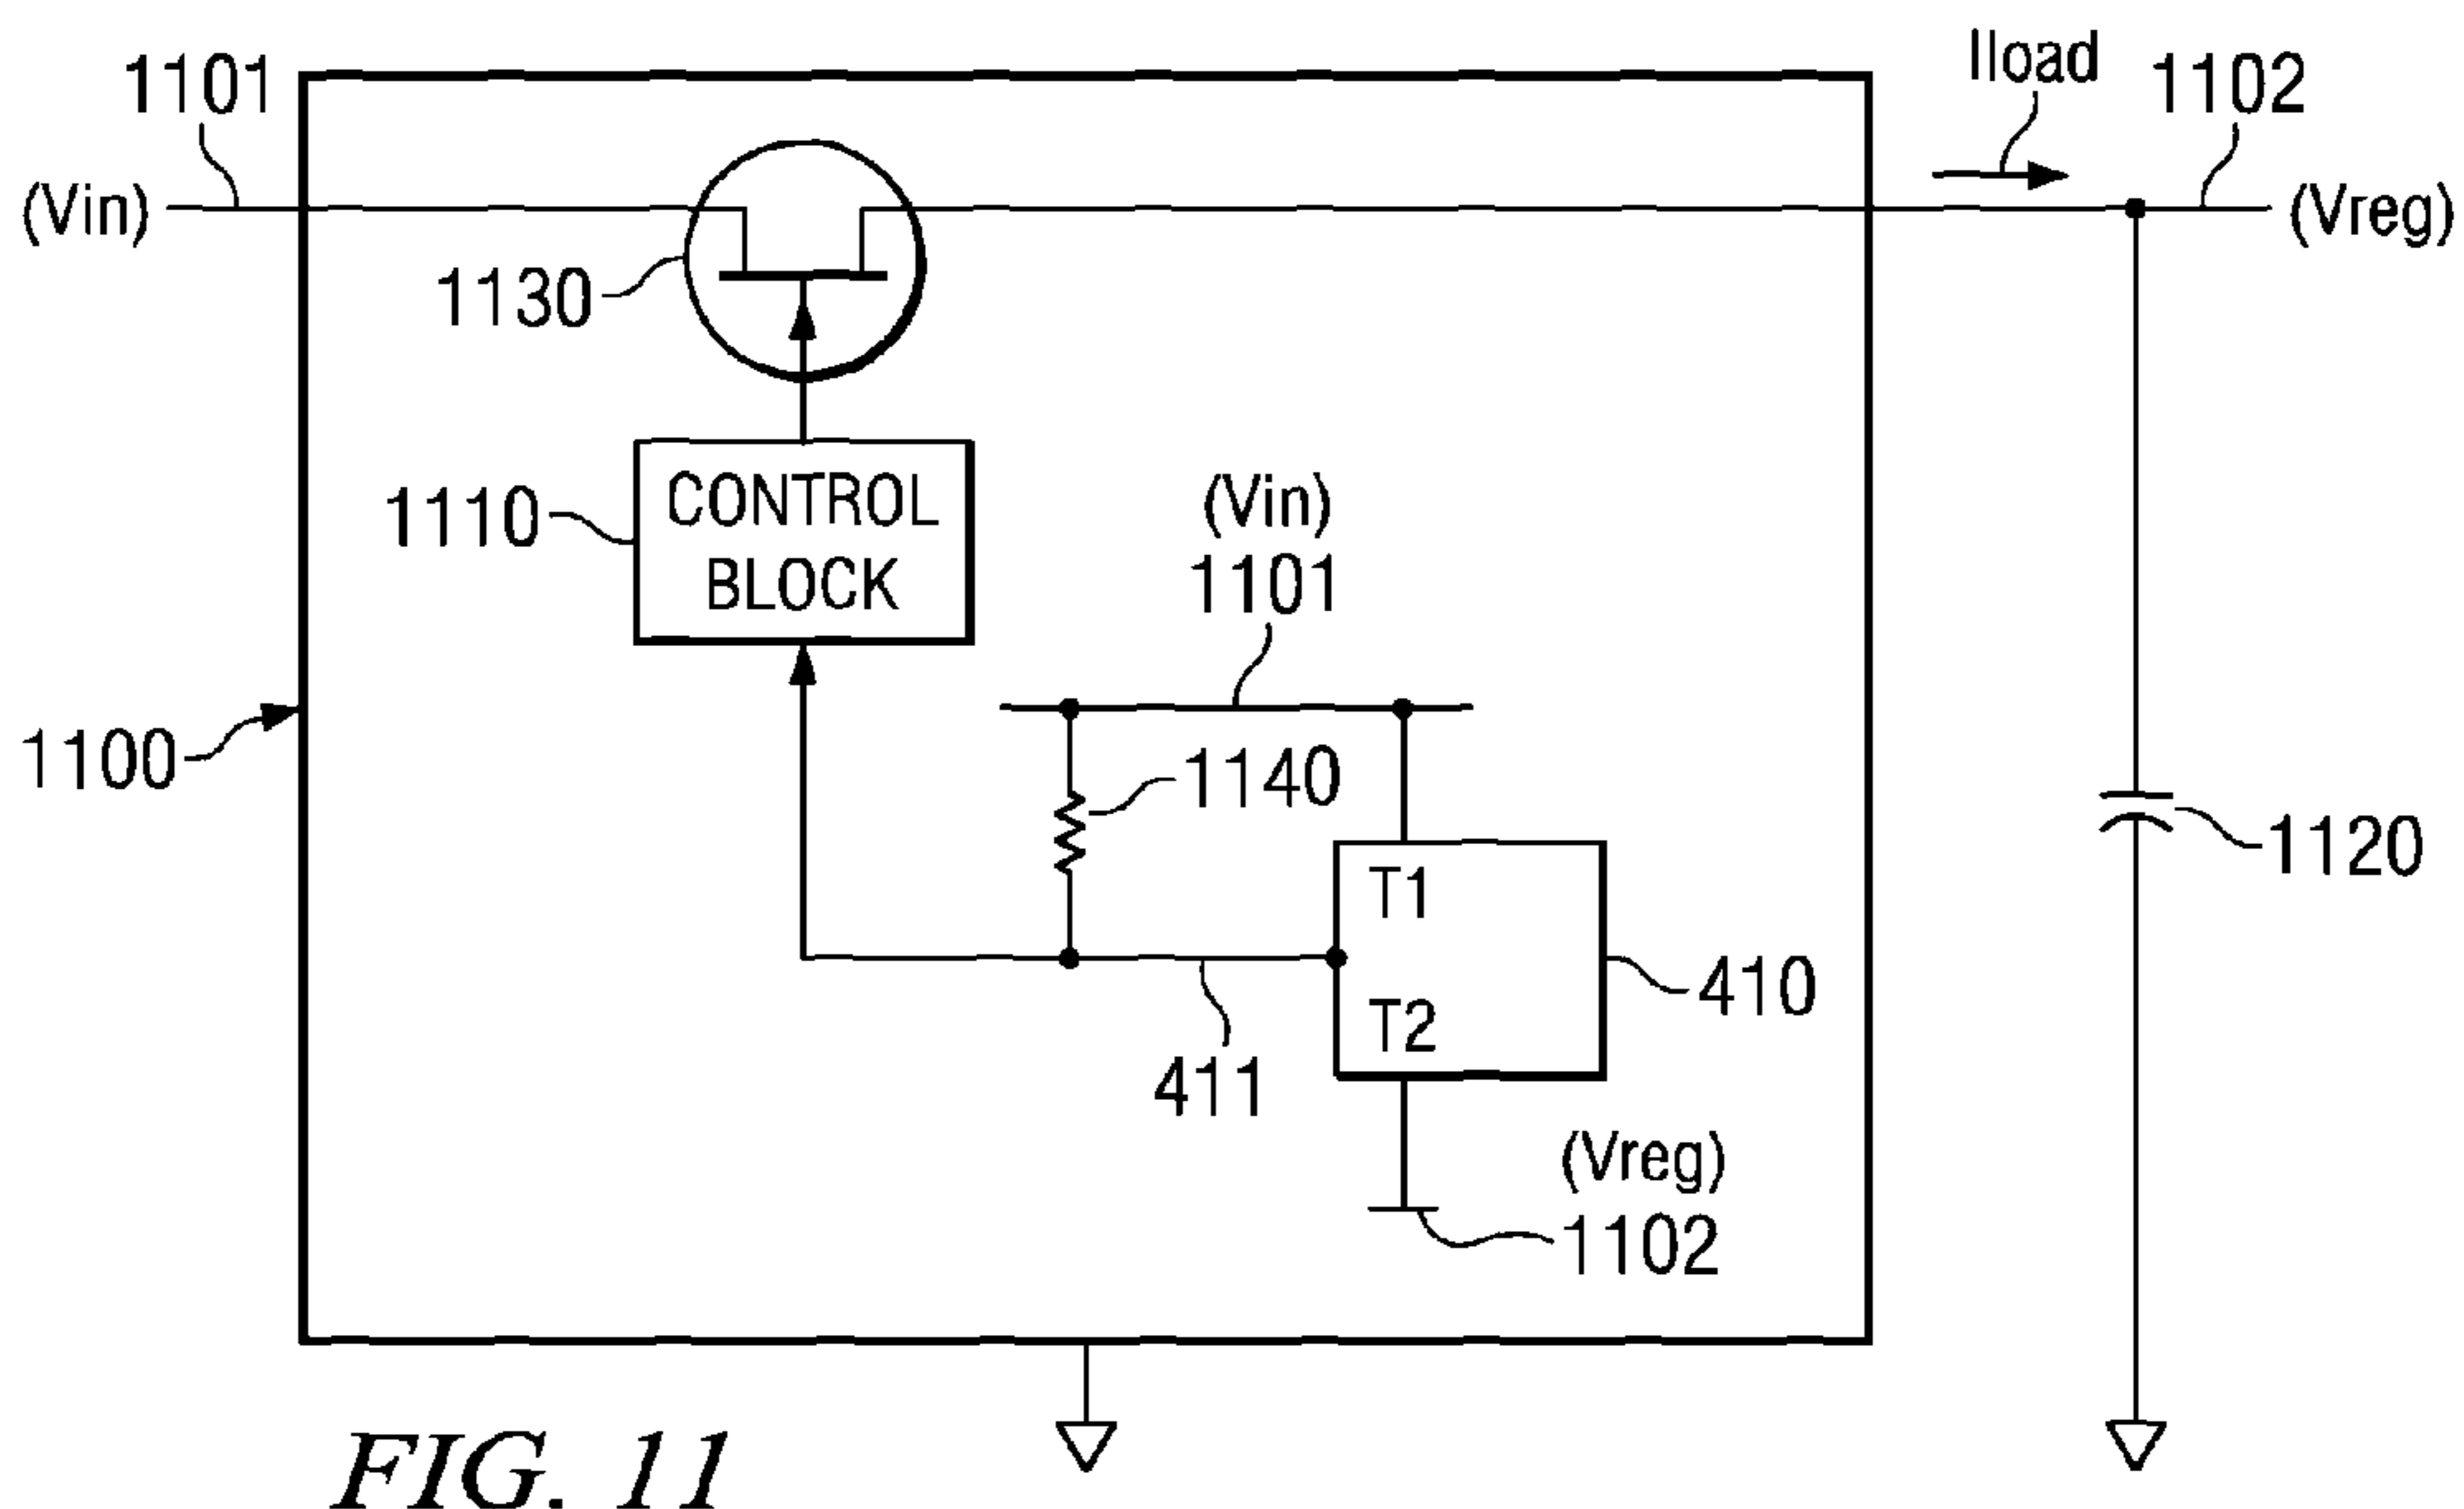 Iload
1101
1102
(Vin)
(Vreg)
1130
1110
CONTROL
BLOCK
(Vin)
1101
1100
1140
1120
T1
410
T2
411
(Vreg)
1102
FIG. 11